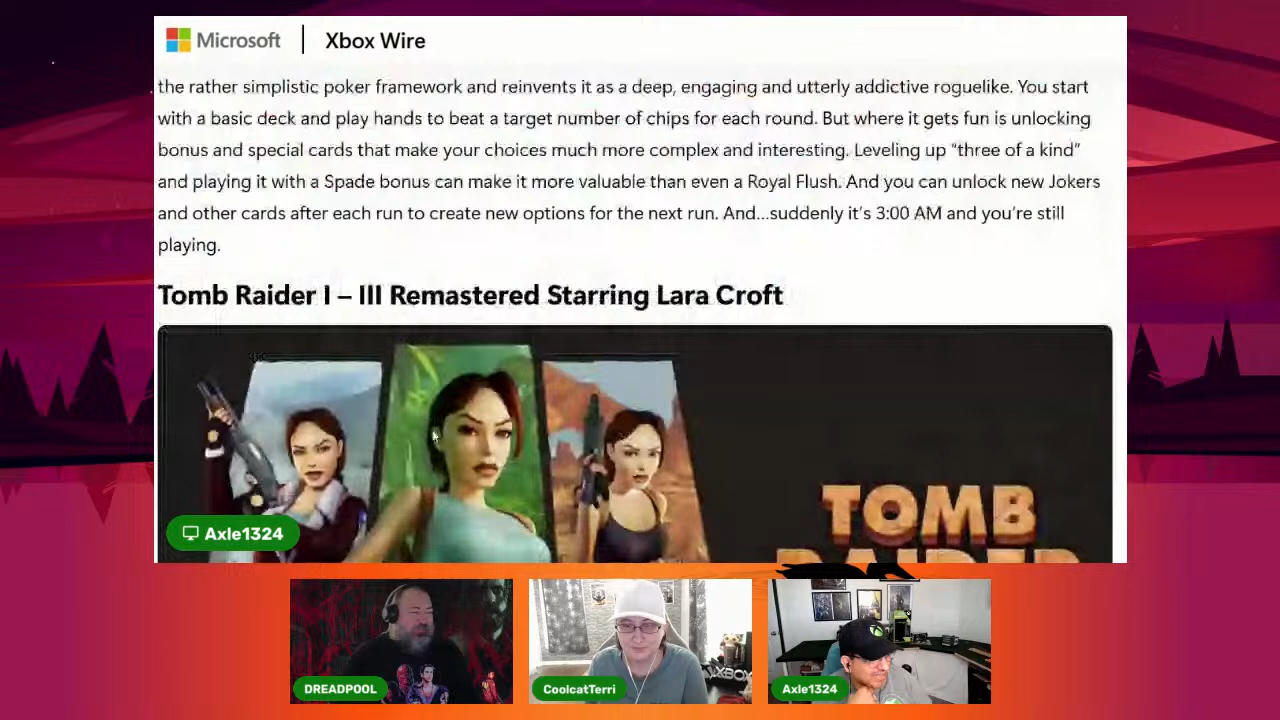 Microsoft | Xbox Wire
the rather simplistic poker framework and reinvents it as a deep, engaging and utterly addictive roguelike. You start
with a basic deck and play hands to beat a target number of chips for each round. But where it gets fun is unlocking
bonus and special cards that make your choices much more complex and interesting. Leveling up “three of a kind”
and playing it with a Spade bonus can make it more valuable than even a Royal Flush. And you can unlock new Jokers
and other cards after each run to create new options for the next run. And…suddenly it’s 3:00 AM and you’re still
playing.
Tomb Raider I – III Remastered Starring Lara Croft
TOMB
RAIDER
Axle1324
XBOX
DREADPOOL
CoolcatTerri
Axle1324